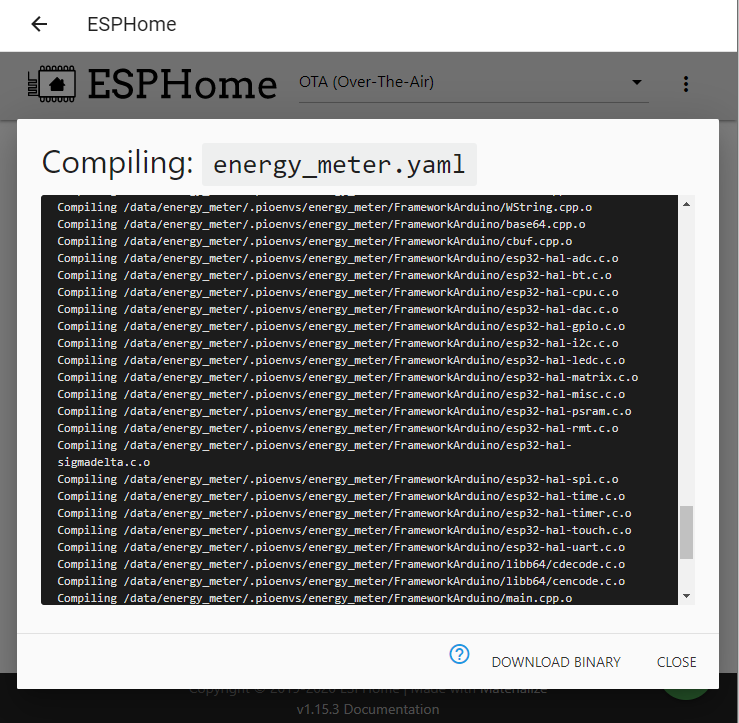 ESPHome
ESPHome
OTA (Over-The-Air)
Compiling: energy_meter.yaml
Compiling /data/energy_meter/.pioenvs/energy_meter/FrameworkArduino/WString.cpp.o
Compiling /data/energy_meter/.pioenvs/energy_meter/FrameworkArduino/base64.cpp.o
Compiling /data/energy_meter/.pioenvs/energy_meter/FrameworkArduino/cbuf.cpp.o
Compiling /data/energy_meter/.pioenvs/energy_meter/FrameworkArduino/esp32-hal-adc.c.o
Compiling /data/energy_meter/.pioenvs/energy_meter/FrameworkArduino/esp32-hal-bt.c.o
Compiling /data/energy_meter/.pioenvs/energy_meter/FrameworkArduino/esp32-hal-cpu.c.o
Compiling /data/energy_meter/.pioenvs/energy_meter/FrameworkArduino/esp32-hal-dac.c.o
Compiling /data/energy_meter/.pioenvs/energy_meter/FrameworkArduino/esp32-hal-gpio.c.o
Compiling /data/energy_meter/.pioenvs/energy_meter/FrameworkArduino/esp32-hal-i2c.c.o
Compiling /data/energy_meter/.pioenvs/energy_meter/FrameworkArduino/esp32-hal-ledc.c.o
Compiling /data/energy_meter/.pioenvs/energy_meter/FrameworkArduino/esp32-hal-matrix.c.o
Compiling /data/energy_meter/.pioenvs/energy_meter/FrameworkArduino/esp32-hal-misc.c.o
Compiling /data/energy_meter/.pioenvs/energy_meter/FrameworkArduino/esp32-hal-psram.c.o
Compiling /data/energy_meter/.pioenvs/energy_meter/FrameworkArduino/esp32-hal-rmt.c.o
Compiling /data/energy_meter/.pioenvs/energy_meter/FrameworkArduino/esp32-hal-
sigmadelta.c.o
Compiling /data/energy_meter/.pioenvs/energy_meter/FrameworkArduino/esp32-hal-spi.c.o
Compiling /data/energy_meter/.pioenvs/energy_meter/FrameworkArduino/esp32-hal-time.c.o
Compiling /data/energy_meter/.pioenvs/energy_meter/FrameworkArduino/esp32-hal-timer.c.o
Compiling /data/energy_meter/.pioenvs/energy_meter/FrameworkArduino/esp32-hal-touch.c.o
Compiling /data/energy_meter/.pioenvs/energy_meter/FrameworkArduino/esp32-hal-uart.c.o
Compiling /data/energy_meter/.pioenvs/energy_meter/FrameworkArduino/libb64/cdecode.c.o
Compiling /data/energy_meter/.pioenvs/energy_meter/FrameworkArduino/libb64/cencode.c.o
Compiling /data/energy_meter/.pioenvs/energy_meter/FrameworkArduino/main.cpp.o
? DOWNLOAD BINARY CLOSE
Copyright © 2019-2020 ESPHome | Made with Materialize
v1.15.3 Documentation